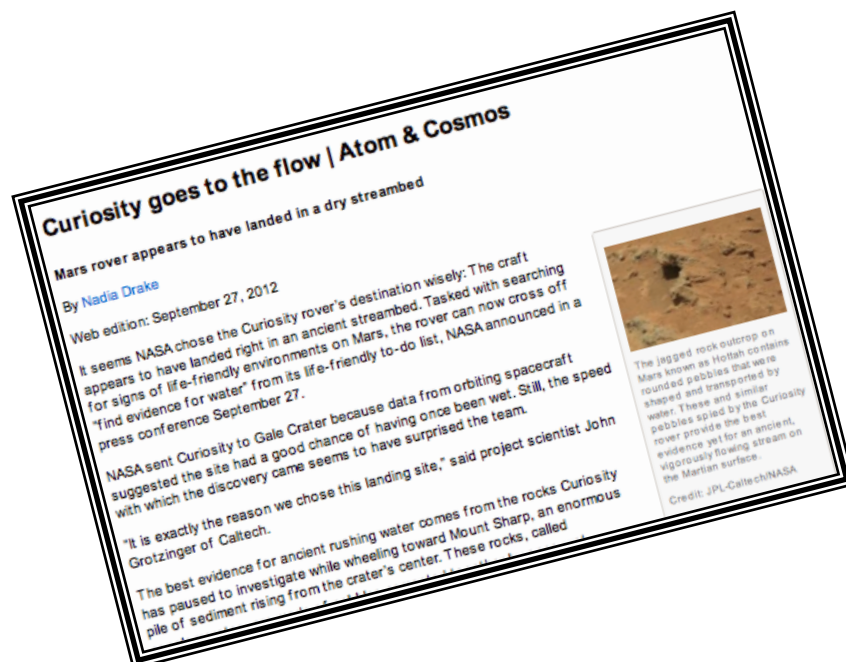 Curiosity goes to the flow | Atom & Cosmos
Mars rover appears to have landed in a dry streambed
By Nadia Drake
Web edition: September 27, 2012
It seems NASA chose the Curiosity rover's destination wisely: The craft
appears to have landed right in an ancient streambed. Tasked with searching
for signs of life-friendly environments on Mars, the rover can now cross off
"find evidence for water" from its life-friendly to-do list, NASA announced in a
press conference September 27.
NASA sent Curiosity to Gale Crater because data from orbiting spacecraft
suggested the site had a good chance of having once been wet. Still, the speed
with which the discovery came seems to have surprised the team.
"It is exactly the reason we chose this landing site," said project scientist John
Grotzinger of Caltech.
The best evidence for ancient rushing water comes from the rocks Curiosity
has paused to investigate while wheeling toward Mount Sharp, an enormous
pile of sediment rising from the crater's center. These rocks, called
The jagged rock outcrop on
Mars known as Hottah contains
rounded pebbles that were
shaped and transported by
water. These and similar
pebbles spied by the Curiosity
rover provide the best
evidence yet for an ancient,
vigorously flowing stream on
the Martian surface.
Credit: JPL-Caltech/NASA